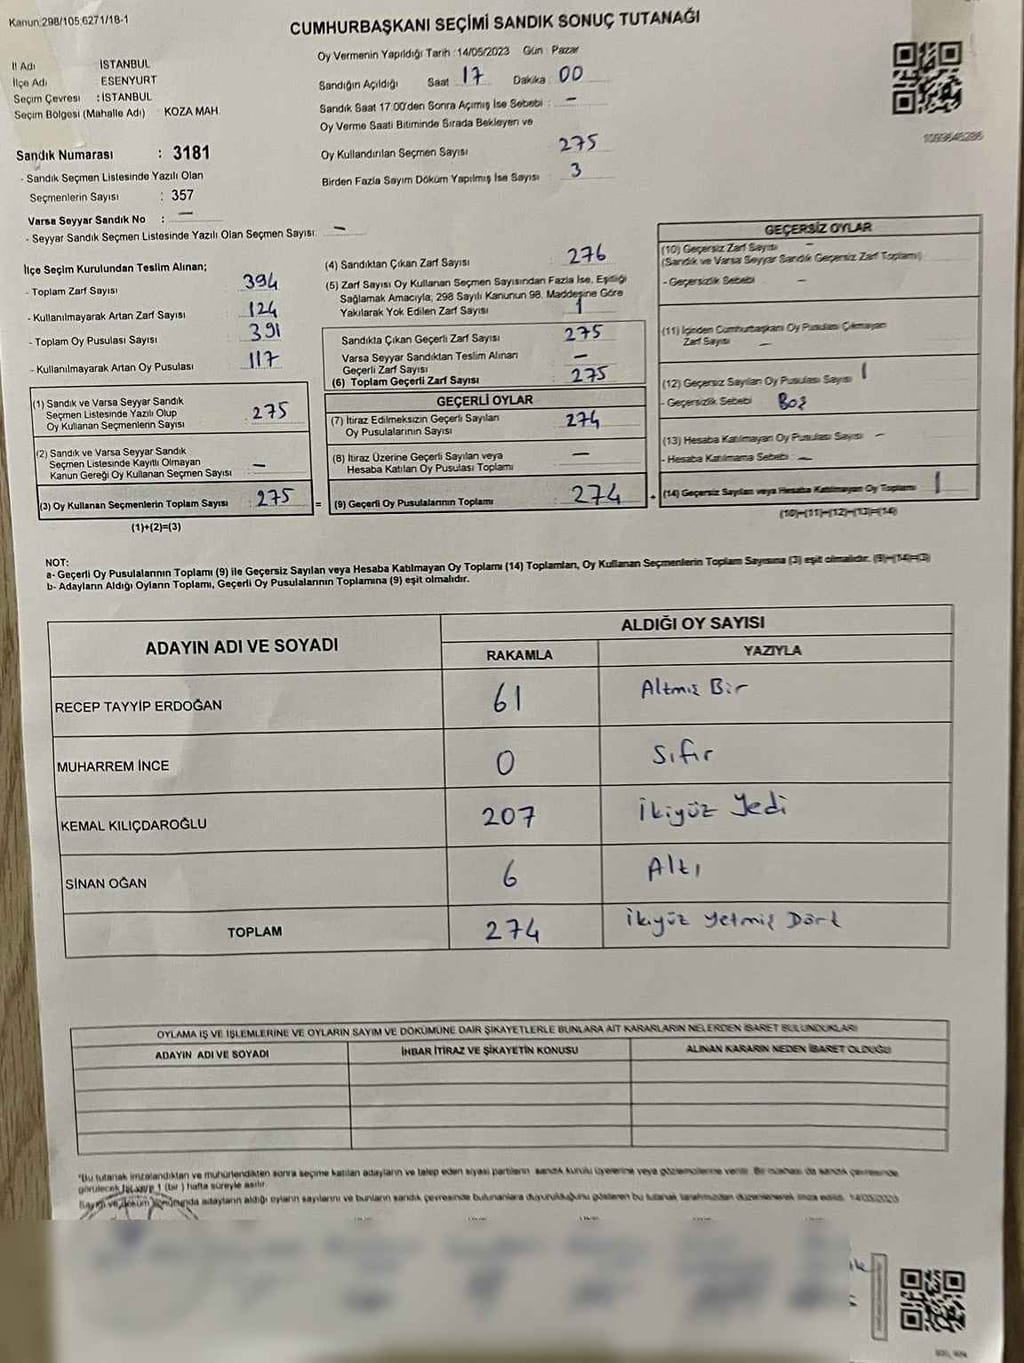 Kanun:298/105,6271/18-1
CUMHURBAŞKANI SEÇİMİ SANDIK SONUÇ TUTANAĞI
İl Adı İSTANBUL
İlçe Adı ESENYURT
Seçim Çevresi : İSTANBUL
Seçim Bölgesi (Mahalle Adı) KOZA MAH.
Sandık Numarası : 3181
- Sandık Seçmen Listesinde Yazılı Olan
Seçmenlerin Sayısı : 357
Varsa Seyyar Sandık No : —
- Seyyar Sandık Seçmen Listesinde Yazılı Olan Seçmen Sayısı: —
Oy Vermenin Yapıldığı Tarih :14/05/2023 Gün : Pazar
Sandığın Açıldığı Saat 17 Dakika 00
Sandık Saat 17:00'den Sonra Açımış İse Sebebi : —
Oy Verme Saati Bitiminde Sırada Bekleyen ve
Oy Kullandırılan Seçmen Sayısı 275
Birden Fazla Sayım Döküm Yapılmış İse Sayısı : 3
İlçe Seçim Kurulundan Teslim Alınan;
- Toplam Zarf Sayısı 394
- Kullanılmayarak Artan Zarf Sayısı 124
- Toplam Oy Pusulası Sayısı 391
- Kullanılmayarak Artan Oy Pusulası 117
(1) Sandık ve Varsa Seyyar Sandık
Seçmen Listesinde Yazılı Olup
Oy Kullanan Seçmenlerin Sayısı 275
(2) Sandık ve Varsa Seyyar Sandık
Seçmen Listesinde Kayıtlı Olmayan
Kanun Gereği Oy Kullanan Seçmen Sayısı —
(3) Oy Kullanan Seçmenlerin Toplam Sayısı : 275
(1)+(2)=(3)
(4) Sandıktan Çıkan Zarf Sayısı : 276
(5) Zarf Sayısı Oy Kullanan Seçmen Sayısından Fazla İse, Eşitliği
Sağlamak Amacıyla; 298 Sayılı Kanunun 98. Maddesine Göre
Yakılarak Yok Edilen Zarf Sayısı : 1
Sandıkta Çıkan Geçerli Zarf Sayısı : 275
Varsa Seyyar Sandıktan Teslim Alınan
Geçerli Zarf Sayısı : —
(6) Toplam Geçerli Zarf Sayısı : 275
GEÇERLİ OYLAR
(7) İtiraz Edilmeksizin Geçerli Sayılan
Oy Pusulalarının Sayısı : 274
(8) İtiraz Üzerine Geçerli Sayılan veya
Hesaba Katılan Oy Pusulası Toplamı —
= (9) Geçerli Oy Pusulalarının Toplamı : 274
GEÇERSİZ OYLAR
(10) Geçersiz Zarf Sayısı —
(Sandık ve Varsa Seyyar Sandık Geçersiz Zarf Toplamı)
- Geçersizlik Sebebi —
(11) İçinden Cumhurbaşkanı Oy Pusulası Çıkmayan
Zarf Sayısı —
(12) Geçersiz Sayılan Oy Pusulası Sayısı 1
- Geçersizlik Sebebi Boş
(13) Hesaba Katılmayan Oy Pusulası Sayısı —
- Hesaba Katılmama Sebebi —
+ (14) Geçersiz Sayılan veya Hesaba Katılmayan Oy Toplamı 1
(10)+(11)+(12)+(13)=(14)
NOT:
a- Geçerli Oy Pusulalarının Toplamı (9) ile Geçersiz Sayılan veya Hesaba Katılmayan Oy Toplamı (14) Toplamları, Oy Kullanan Seçmenlerin Toplam Sayısına (3) eşit olmalıdır. (9)+(14)=(3)
b- Adayların Aldığı Oyların Toplamı, Geçerli Oy Pusulalarının Toplamına (9) eşit olmalıdır.
ADAYIN ADI VE SOYADI ALDIĞI OY SAYISI
RAKAMLA YAZIYLA
RECEP TAYYİP ERDOĞAN 61 Altmış Bir
MUHARREM İNCE 0 Sıfır
KEMAL KILIÇDAROĞLU 207 İkiyüz Yedi
SİNAN OĞAN 6 Altı
TOPLAM 274 İkiyüz Yetmiş Dört
OYLAMA İŞ VE İŞLEMLERİNE VE OYLARIN SAYIM VE DÖKÜMÜNE DAİR ŞİKAYETLERLE BUNLARA AİT KARARLARIN NELERDEN İBARET BULUNDUKLARI
ADAYIN ADI VE SOYADI İHBAR İTİRAZ VE ŞİKAYETİN KONUSU ALINAN KARARIN NEDEN İBARET OLDUĞU
*Bu tutanak imzalandıktan ve mühürlendikten sonra seçime katılan adayların ve talep eden siyasi partilerin sandık kurulu üyelerine veya gözlemcilerine verilir. Bir nüshası da sandık çevresinde
görülecek bir yere 1 (bir) hafta süreyle asılır.
Sayım ve döküm sonunda adayların aldığı oyların sayılarını ve bunların sandık çevresinde bulunanlara duyurulduğunu gösteren bu tutanak tarafımızdan düzenlenerek imza edildi. 14/05/2023